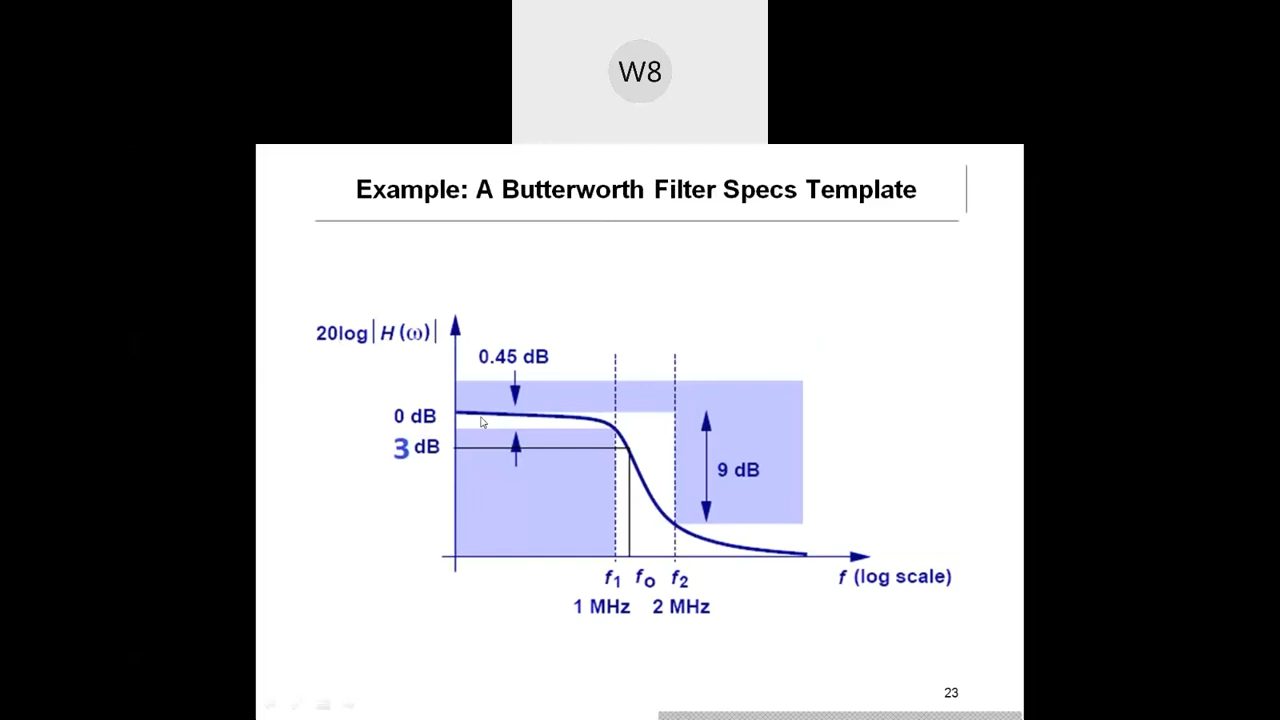 W8
Example: A Butterworth Filter Specs Template
20log|H(ω)|
0.45 dB
0 dB
3 dB
9 dB
f1 fo f2
f (log scale)
1 MHz 2 MHz
23